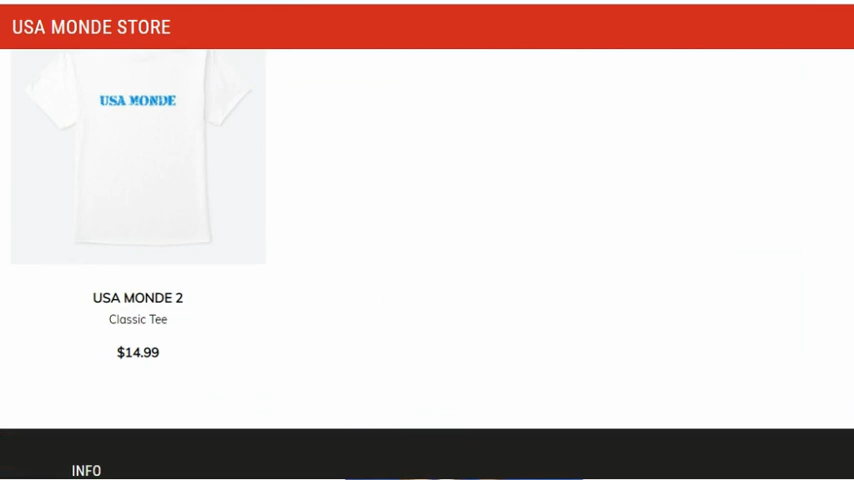 USA MONDE STORE
USA MONDE
USA MONDE 2
Classic Tee
$14.99
INFO